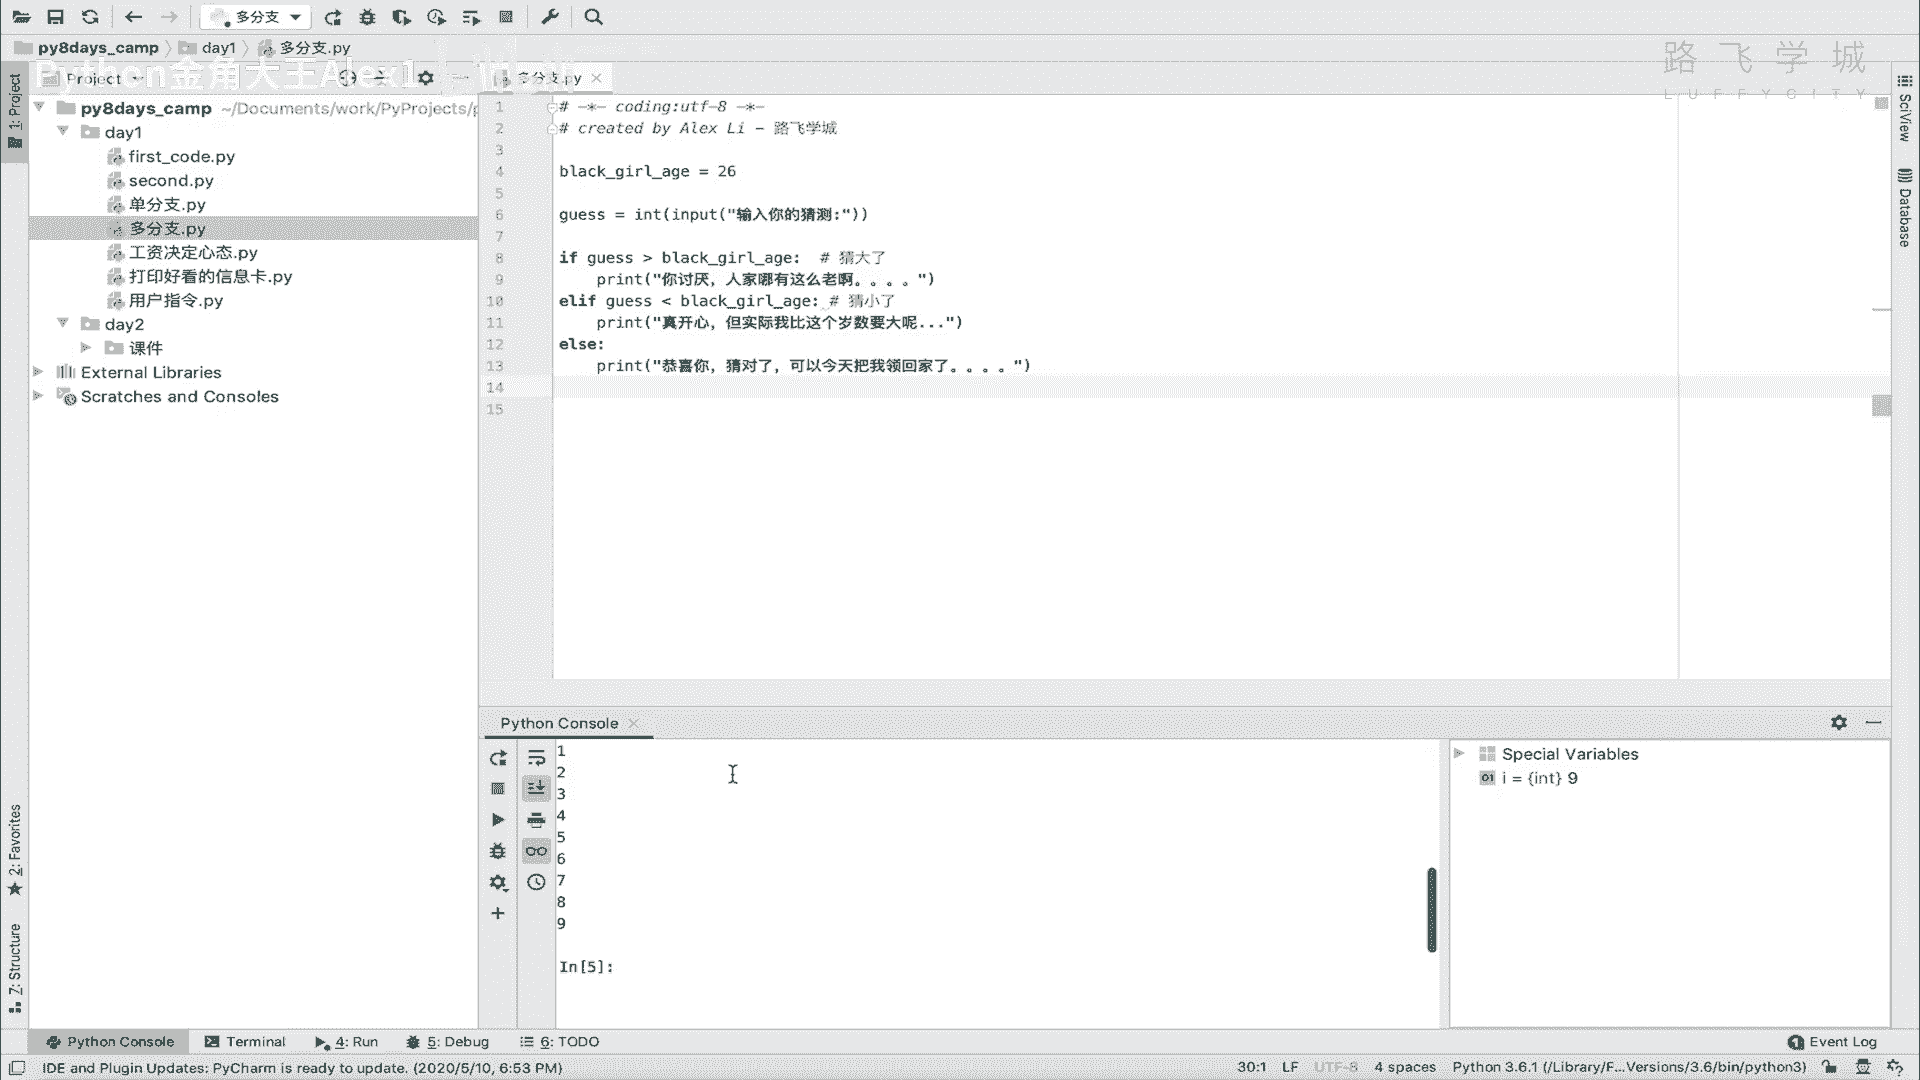 多分支
py8days_camp day1 多分支.py
路飞学城
LUFFYCITY
Python金角大王Alex1
Project
多分支.py
1: Project
2: Favorites
7: Structure
py8days_camp ~/Documents/work/PyProjects/p
day1
first_code.py
second.py
单分支.py
多分支.py
工资决定心态.py
打印好看的信息卡.py
用户指令.py
day2
课件
External Libraries
Scratches and Consoles
1 # -*- coding:utf-8 -*-
2 # created by Alex Li - 路飞学城
3
4 black_girl_age = 26
5
6 guess = int(input("输入你的猜测:"))
7
8 if guess > black_girl_age:  # 猜大了
9     print("你讨厌，人家哪有这么老啊。。。。")
10 elif guess < black_girl_age: # 猜小了
11     print("真开心，但实际我比这个岁数要大呢...")
12 else:
13     print("恭喜你，猜对了，可以今天把我领回家了。。。。")
14
15
SciView
Database
Python Console
1
2
3
4
5
6
7
8
9
In[5]:
Special Variables
01 i = {int} 9
Python Console Terminal 4: Run 5: Debug 6: TODO Event Log
IDE and Plugin Updates: PyCharm is ready to update. (2020/5/10, 6:53 PM) 30:1 LF UTF-8 4 spaces Python 3.6.1 (/Library/F...Versions/3.6/bin/python3)